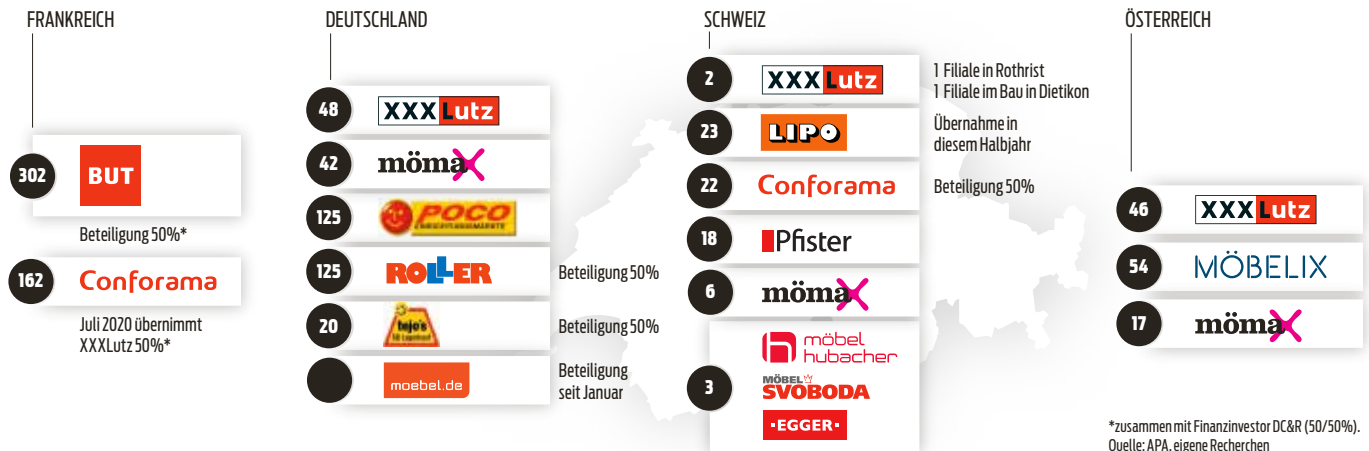 FRANKREICH
302
BUT
Beteiligung 50%*
162
Conforama
Juli 2020 übernimmt
XXXLutz 50%*
DEUTSCHLAND
48
XXXLutz
42
mömax
125
POCO
EINRICHTUNGSMÄRKTE
125
ROLLER
Beteiligung 50%
20
tejo's
Beteiligung 50%
moebel.de
Beteiligung
seit Januar
SCHWEIZ
2
XXXLutz
1 Filiale in Rothrist
1 Filiale im Bau in Dietikon
23
LIPO
Übernahme in
diesem Halbjahr
22
Conforama
Beteiligung 50%
18
Pfister
6
mömax
3
möbel
hubacher
MÖBEL
SVOBODA
·EGGER·
ÖSTERREICH
46
XXXLutz
54
MÖBELIX
17
mömax
*zusammen mit Finanzinvestor DC&R (50/50%).
Quelle: APA, eigene Recherchen